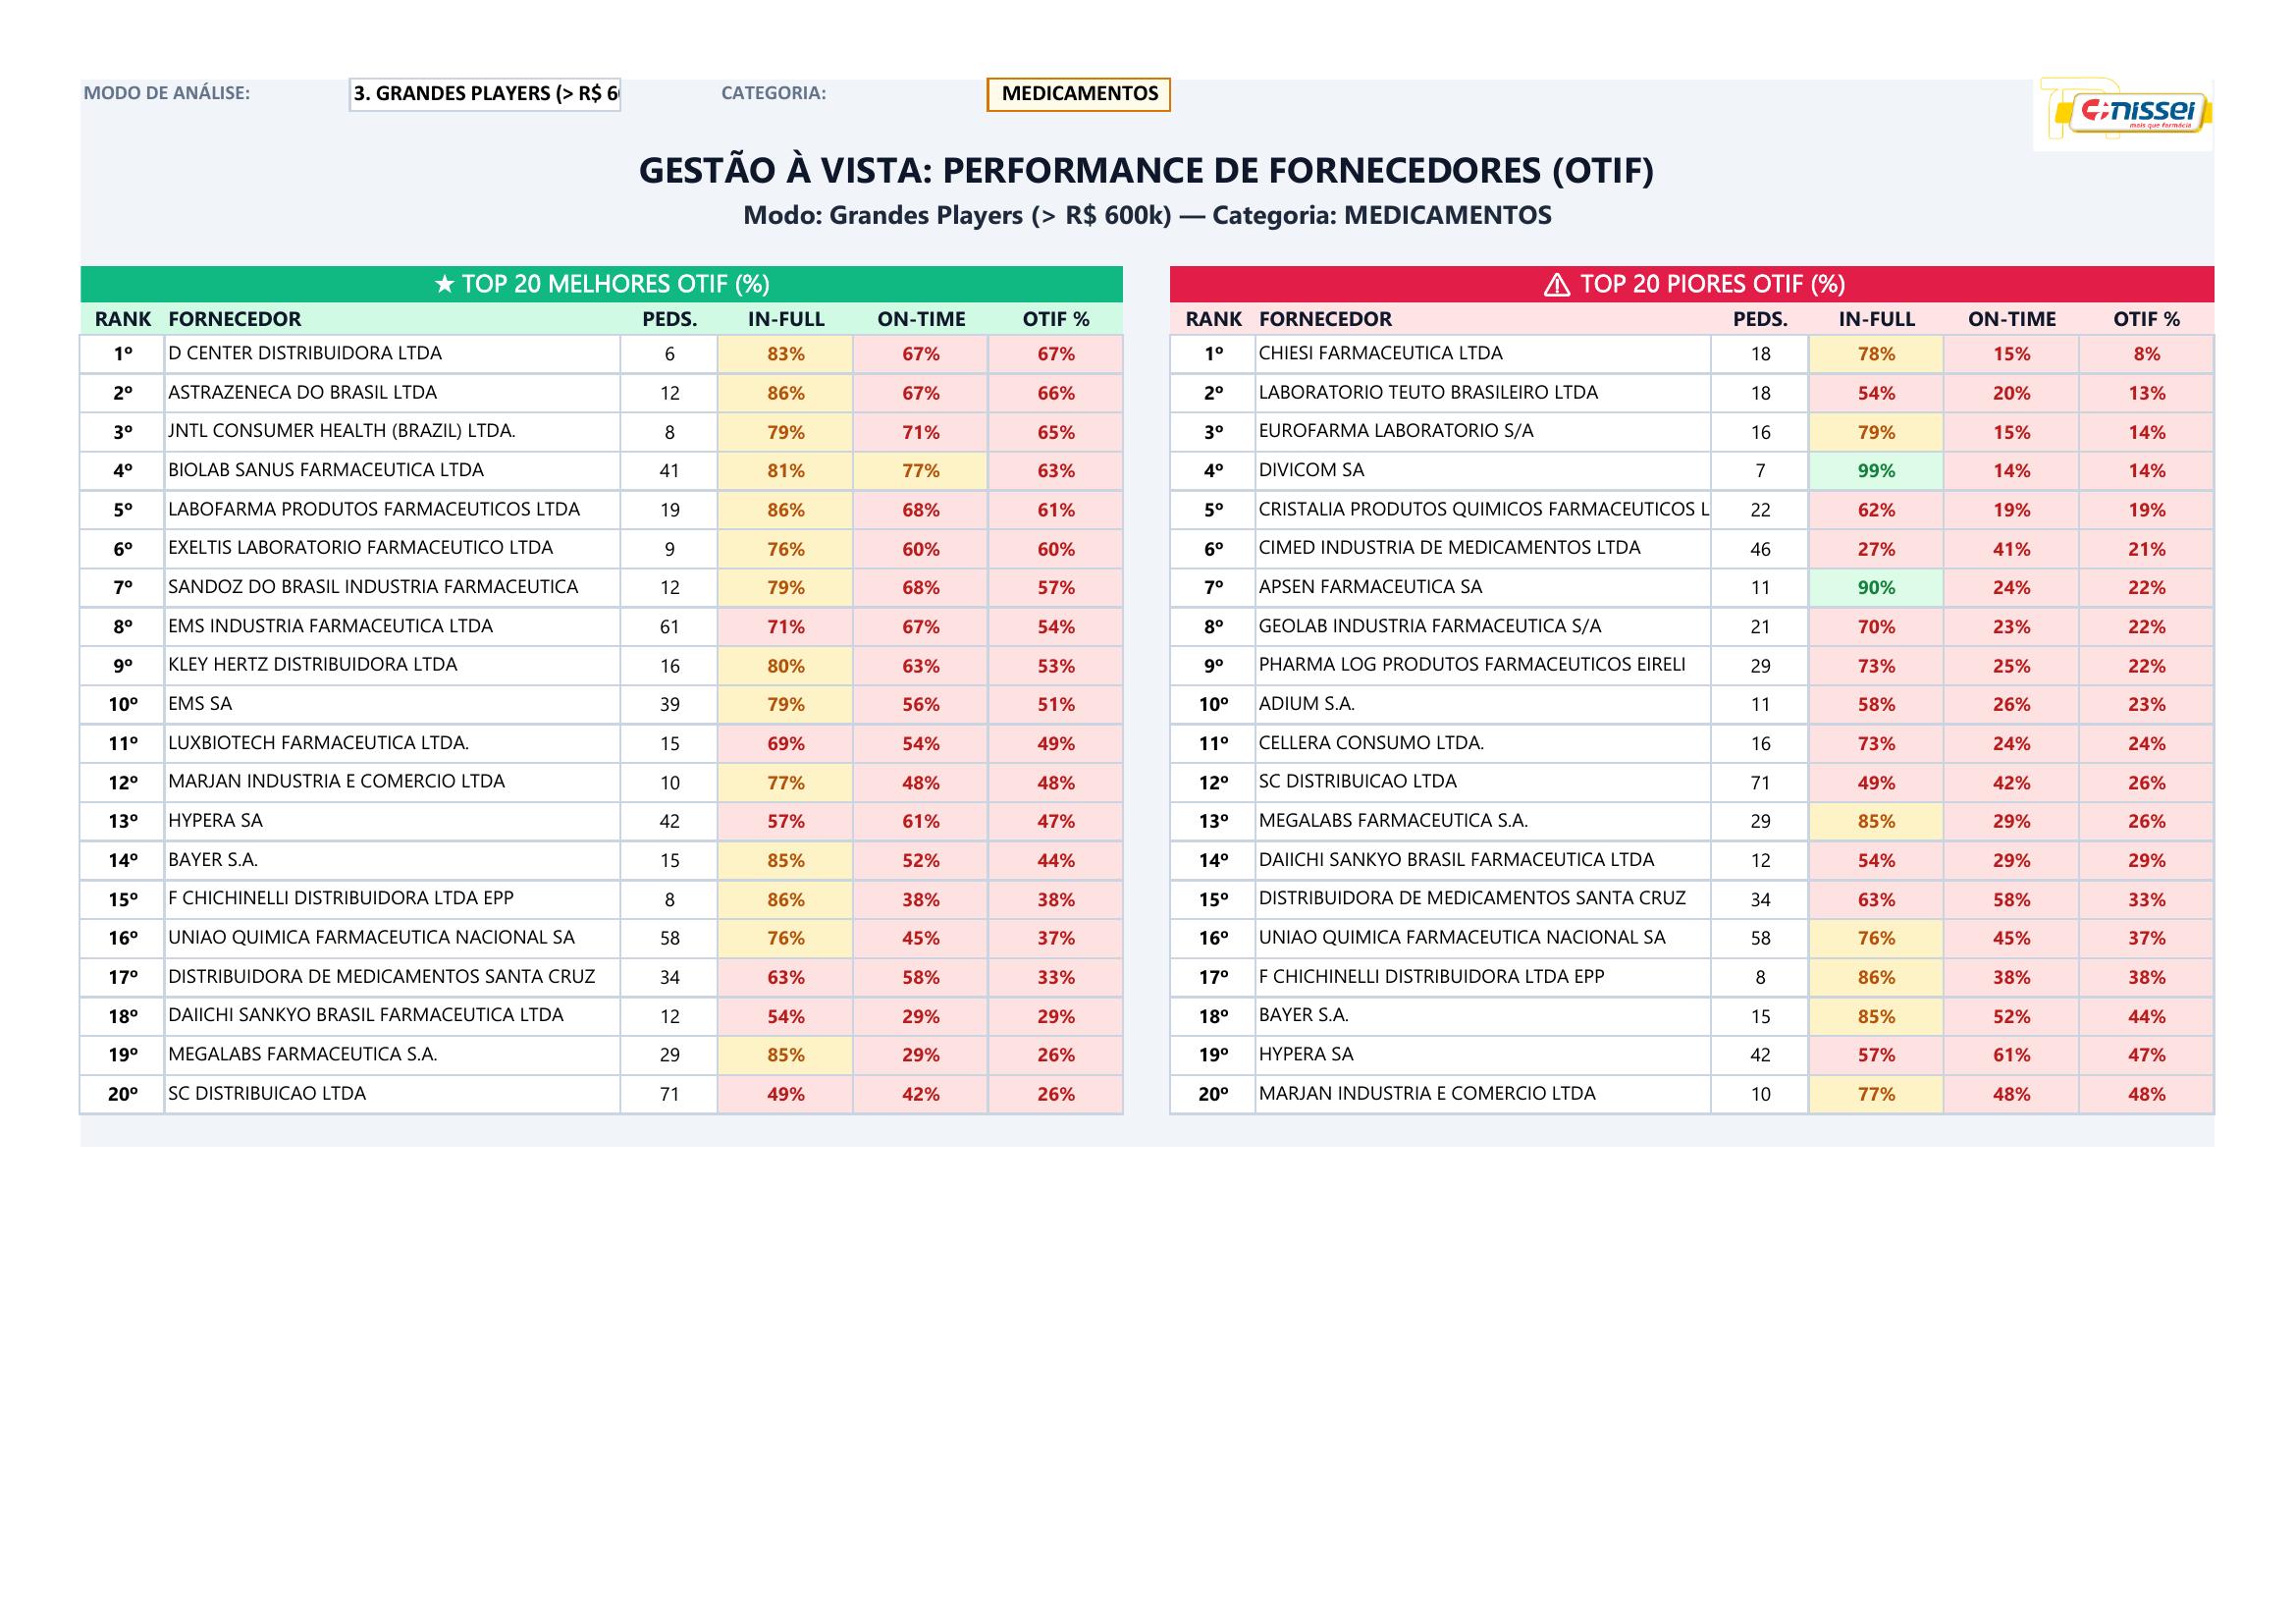 MODO DE ANÁLISE: 3. GRANDES PLAYERS (> R$ 6 CATEGORIA: MEDICAMENTOS
nissei
mais que farmácia
GESTÃO À VISTA: PERFORMANCE DE FORNECEDORES (OTIF)
Modo: Grandes Players (> R$ 600k) — Categoria: MEDICAMENTOS
★ TOP 20 MELHORES OTIF (%)
RANK FORNECEDOR PEDS. IN-FULL ON-TIME OTIF %
1º D CENTER DISTRIBUIDORA LTDA 6 83% 67% 67%
2º ASTRAZENECA DO BRASIL LTDA 12 86% 67% 66%
3º JNTL CONSUMER HEALTH (BRAZIL) LTDA. 8 79% 71% 65%
4º BIOLAB SANUS FARMACEUTICA LTDA 41 81% 77% 63%
5º LABOFARMA PRODUTOS FARMACEUTICOS LTDA 19 86% 68% 61%
6º EXELTIS LABORATORIO FARMACEUTICO LTDA 9 76% 60% 60%
7º SANDOZ DO BRASIL INDUSTRIA FARMACEUTICA 12 79% 68% 57%
8º EMS INDUSTRIA FARMACEUTICA LTDA 61 71% 67% 54%
9º KLEY HERTZ DISTRIBUIDORA LTDA 16 80% 63% 53%
10º EMS SA 39 79% 56% 51%
11º LUXBIOTECH FARMACEUTICA LTDA. 15 69% 54% 49%
12º MARJAN INDUSTRIA E COMERCIO LTDA 10 77% 48% 48%
13º HYPERA SA 42 57% 61% 47%
14º BAYER S.A. 15 85% 52% 44%
15º F CHICHINELLI DISTRIBUIDORA LTDA EPP 8 86% 38% 38%
16º UNIAO QUIMICA FARMACEUTICA NACIONAL SA 58 76% 45% 37%
17º DISTRIBUIDORA DE MEDICAMENTOS SANTA CRUZ 34 63% 58% 33%
18º DAIICHI SANKYO BRASIL FARMACEUTICA LTDA 12 54% 29% 29%
19º MEGALABS FARMACEUTICA S.A. 29 85% 29% 26%
20º SC DISTRIBUICAO LTDA 71 49% 42% 26%
⚠ TOP 20 PIORES OTIF (%)
RANK FORNECEDOR PEDS. IN-FULL ON-TIME OTIF %
1º CHIESI FARMACEUTICA LTDA 18 78% 15% 8%
2º LABORATORIO TEUTO BRASILEIRO LTDA 18 54% 20% 13%
3º EUROFARMA LABORATORIO S/A 16 79% 15% 14%
4º DIVICOM SA 7 99% 14% 14%
5º CRISTALIA PRODUTOS QUIMICOS FARMACEUTICOS L 22 62% 19% 19%
6º CIMED INDUSTRIA DE MEDICAMENTOS LTDA 46 27% 41% 21%
7º APSEN FARMACEUTICA SA 11 90% 24% 22%
8º GEOLAB INDUSTRIA FARMACEUTICA S/A 21 70% 23% 22%
9º PHARMA LOG PRODUTOS FARMACEUTICOS EIRELI 29 73% 25% 22%
10º ADIUM S.A. 11 58% 26% 23%
11º CELLERA CONSUMO LTDA. 16 73% 24% 24%
12º SC DISTRIBUICAO LTDA 71 49% 42% 26%
13º MEGALABS FARMACEUTICA S.A. 29 85% 29% 26%
14º DAIICHI SANKYO BRASIL FARMACEUTICA LTDA 12 54% 29% 29%
15º DISTRIBUIDORA DE MEDICAMENTOS SANTA CRUZ 34 63% 58% 33%
16º UNIAO QUIMICA FARMACEUTICA NACIONAL SA 58 76% 45% 37%
17º F CHICHINELLI DISTRIBUIDORA LTDA EPP 8 86% 38% 38%
18º BAYER S.A. 15 85% 52% 44%
19º HYPERA SA 42 57% 61% 47%
20º MARJAN INDUSTRIA E COMERCIO LTDA 10 77% 48% 48%